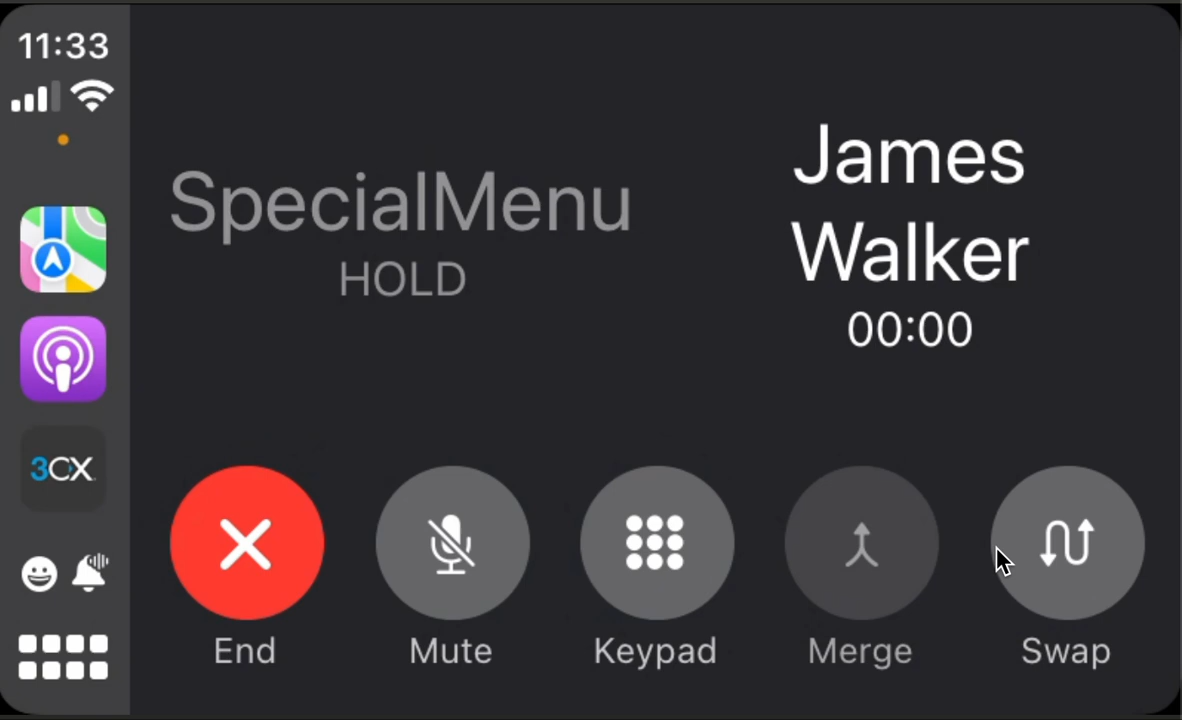 11:33
SpecialMenu
HOLD
James
Walker
00:00
3CX
End
Mute
Keypad
Merge
Swap